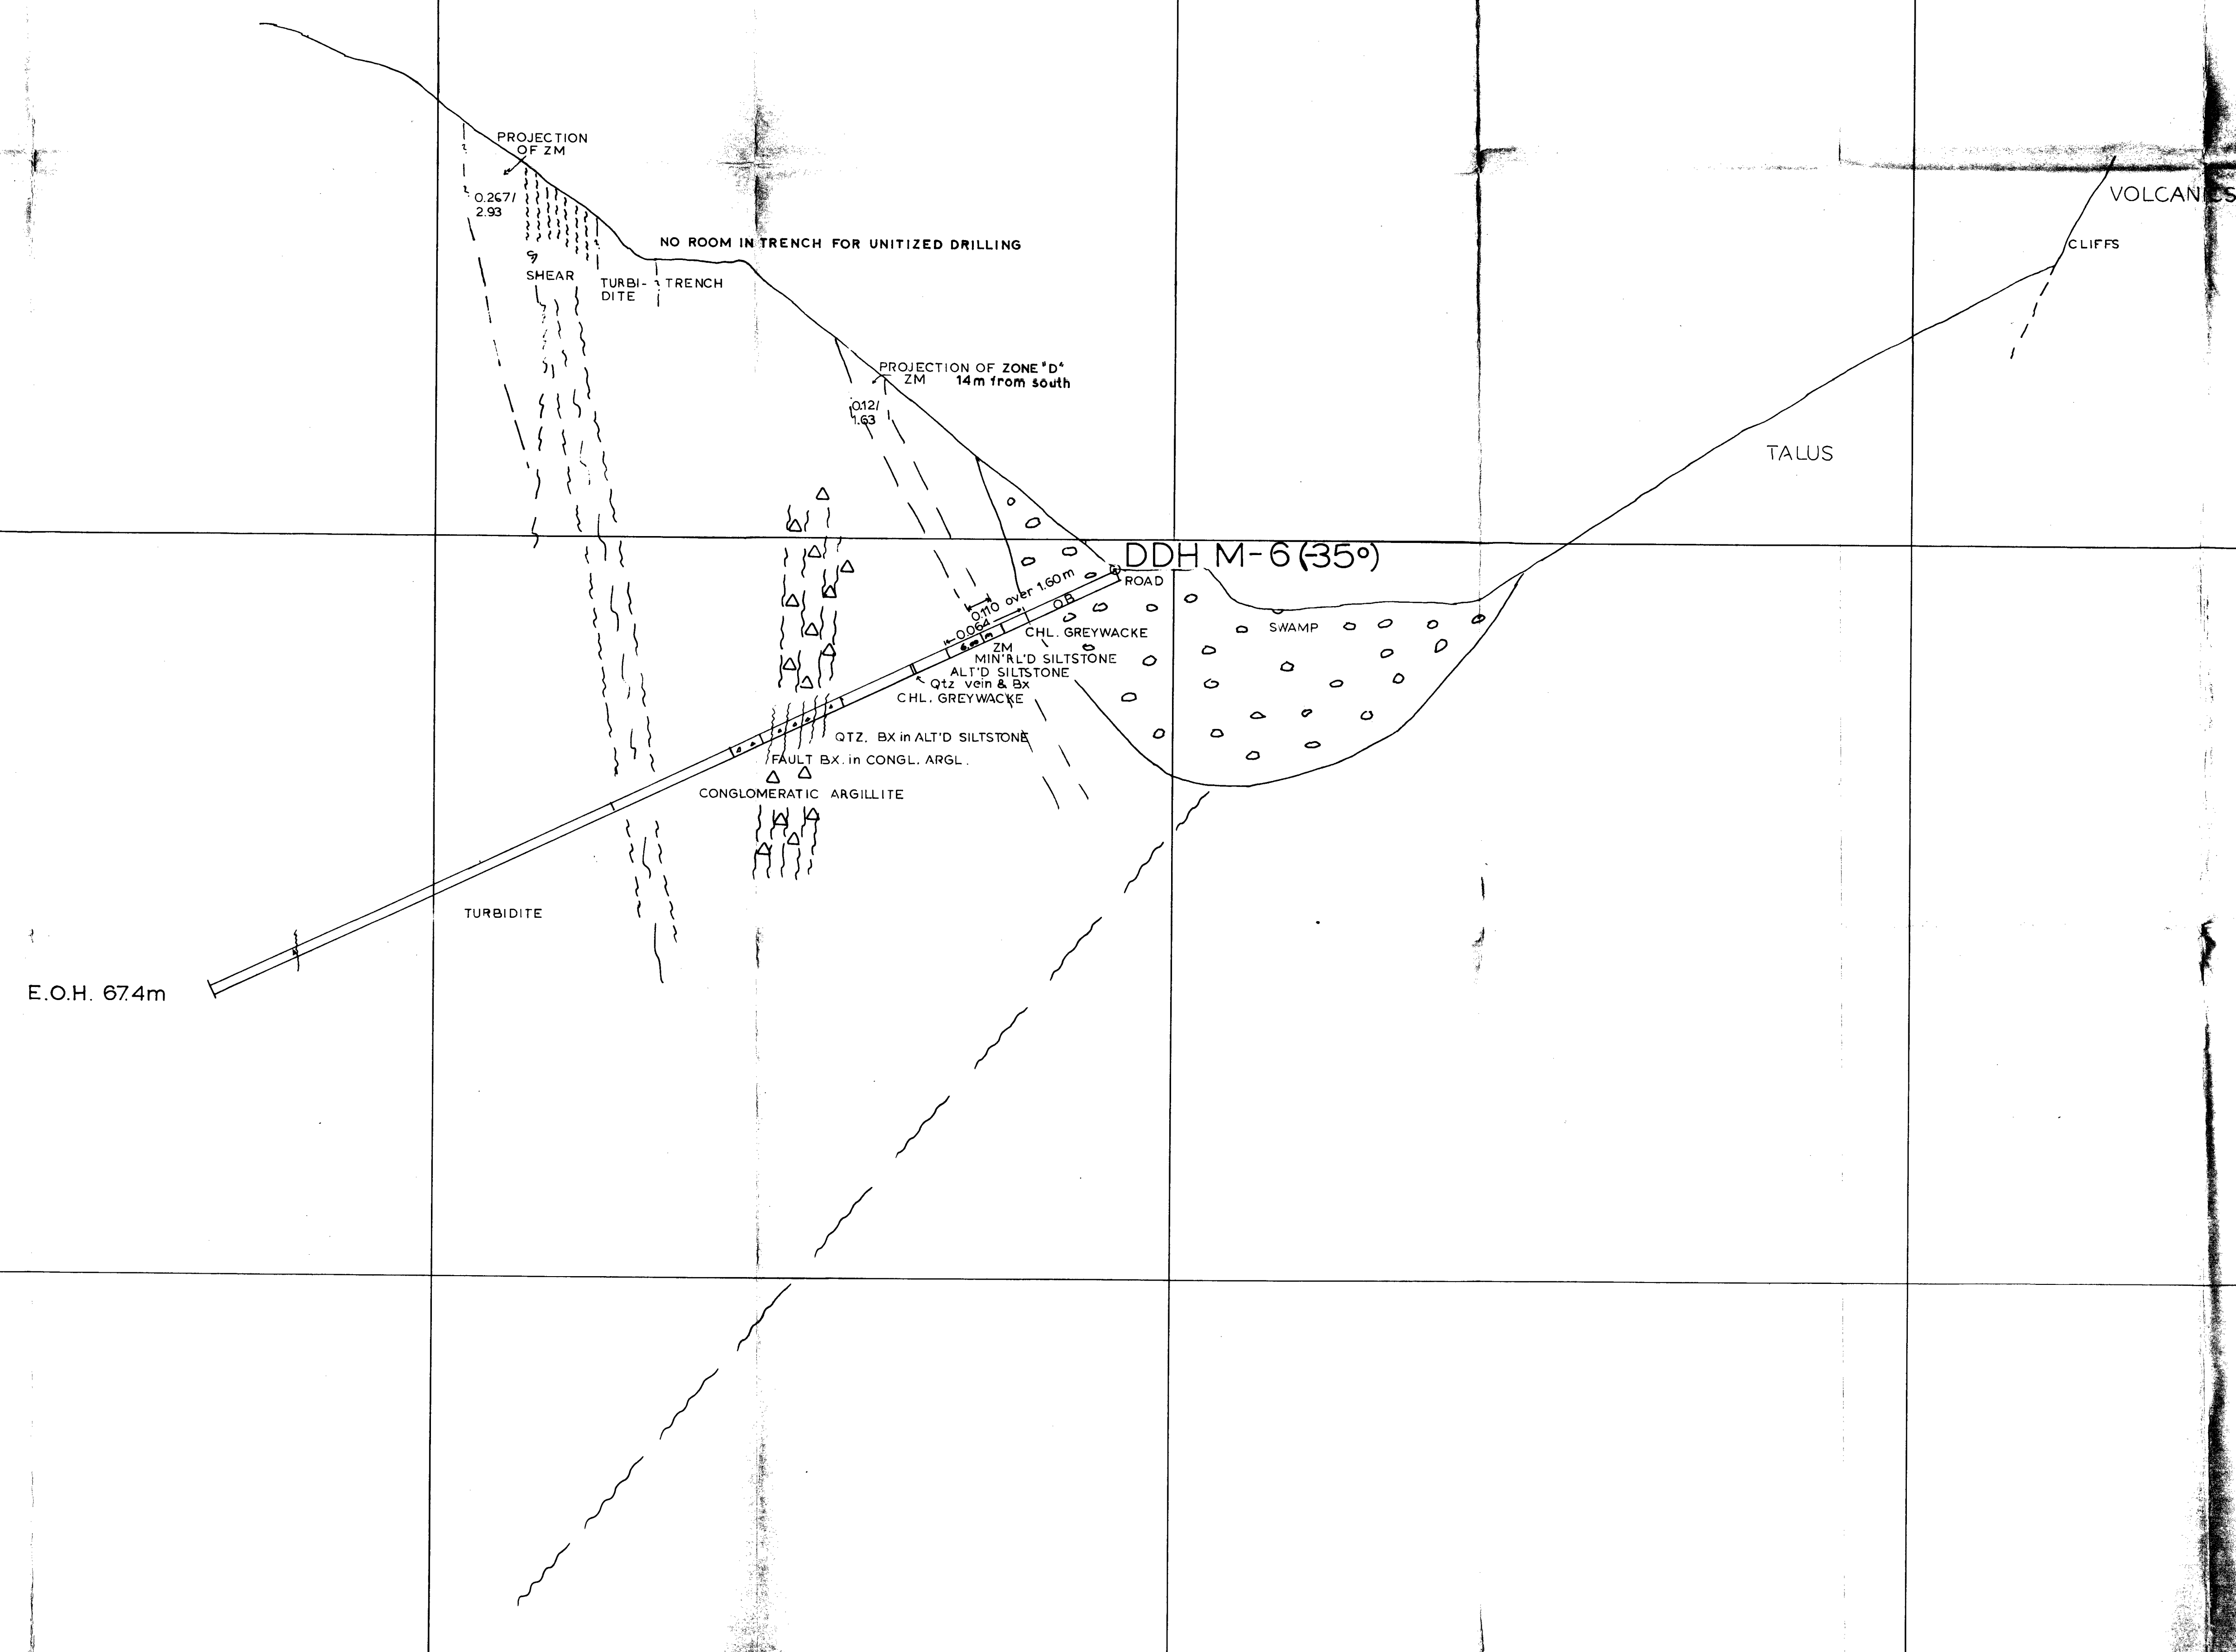 PROJECTION
OF ZM
VOLCANICS
0.267/
2.93
NO ROOM IN TRENCH FOR UNITIZED DRILLING
CLIFFS
SHEAR
TURBI-
DITE
TRENCH
PROJECTION OF ZONE "D"
ZM 14m from south
0.12/
1.63
TALUS
DDH M-6 (-35°)
ROAD
0.110 over 1.60m
OB
0.064
SWAMP
CHL. GREYWACKE
ZM
MIN'RL'D SILTSTONE
ALT'D SILTSTONE
Qtz vein & Bx
CHL. GREYWACKE
QTZ. BX in ALT'D SILTSTONE
FAULT BX. in CONGL. ARGL.
CONGLOMERATIC ARGILLITE
TURBIDITE
E.O.H. 67.4m